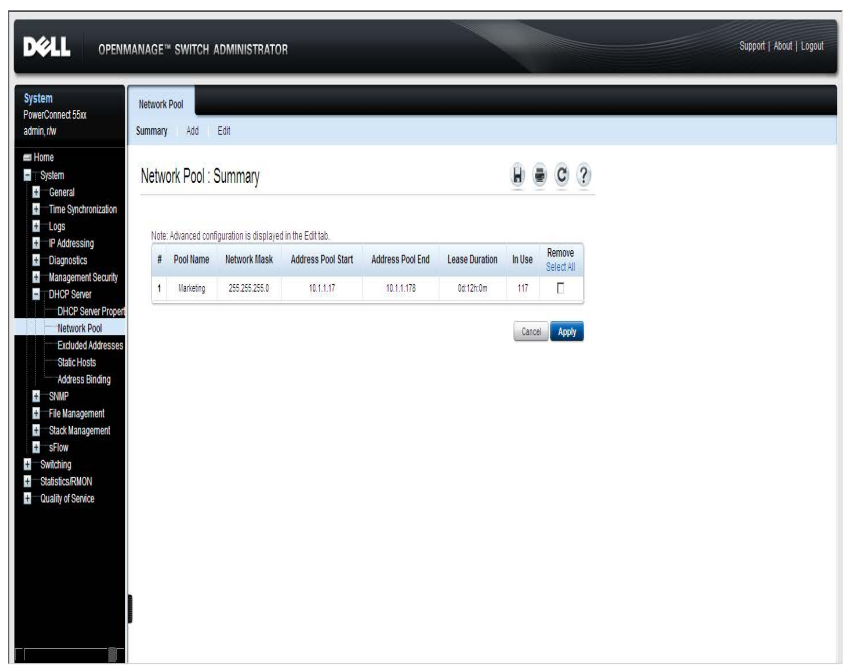 DELL OPENMANAGE™ SWITCH ADMINISTRATOR
Support | About | Logout
System
PowerConnect 55xx
admin, r/w
Home
System
General
Time Synchronization
Logs
IP Addressing
Diagnostics
Management Security
DHCP Server
DHCP Server Propert
Network Pool
Excluded Addresses
Static Hosts
Address Binding
SNMP
File Management
Stack Management
sFlow
Switching
Statistics/RMON
Quality of Service
Network Pool
Summary Add Edit
Network Pool : Summary
Note: Advanced configuration is displayed in the Edit tab.
# Pool Name Network Mask Address Pool Start Address Pool End Lease Duration In Use Remove
Select All
1 Marketing 255.255.255.0 10.1.1.17 10.1.1.178 0d:12h:0m 117
Cancel Apply